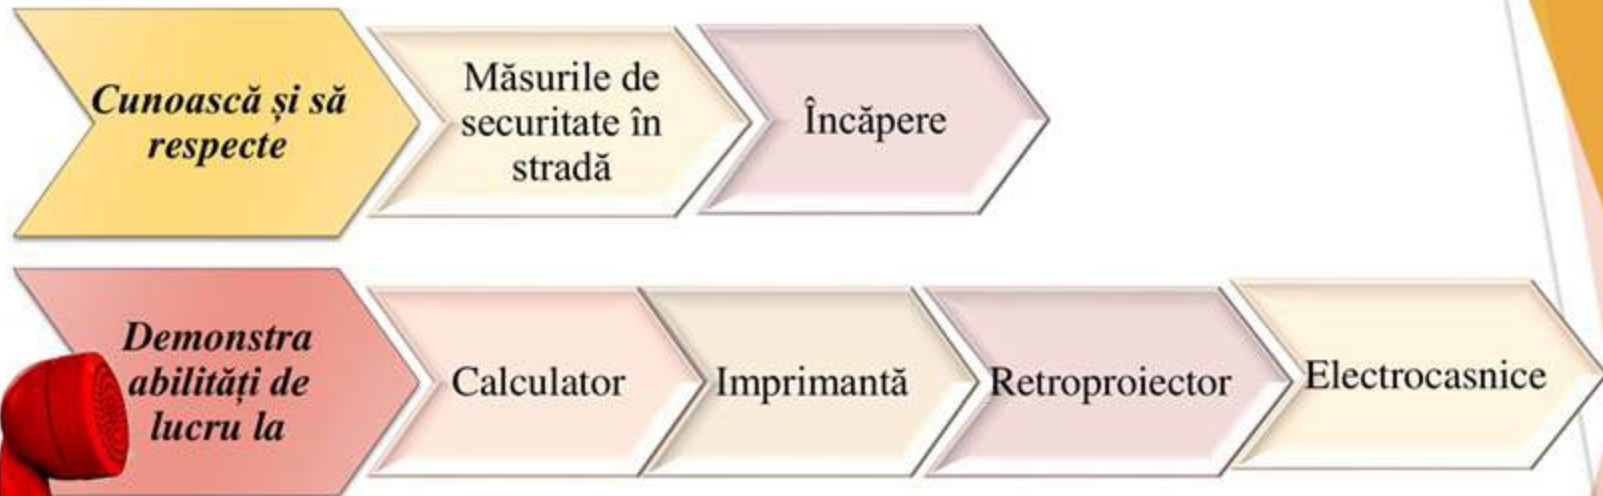 Cunoască și să
respecte
Măsurile de
securitate în
stradă
Încăpere
Demonstra
abilități de
lucru la
Calculator
Imprimantă
Retroproiector
Electrocasnice